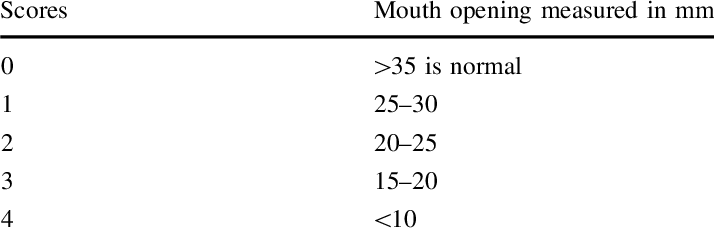 Scores Mouth opening measured in mm
0 >35 is normal
1 25–30
2 20–25
3 15–20
4 <10